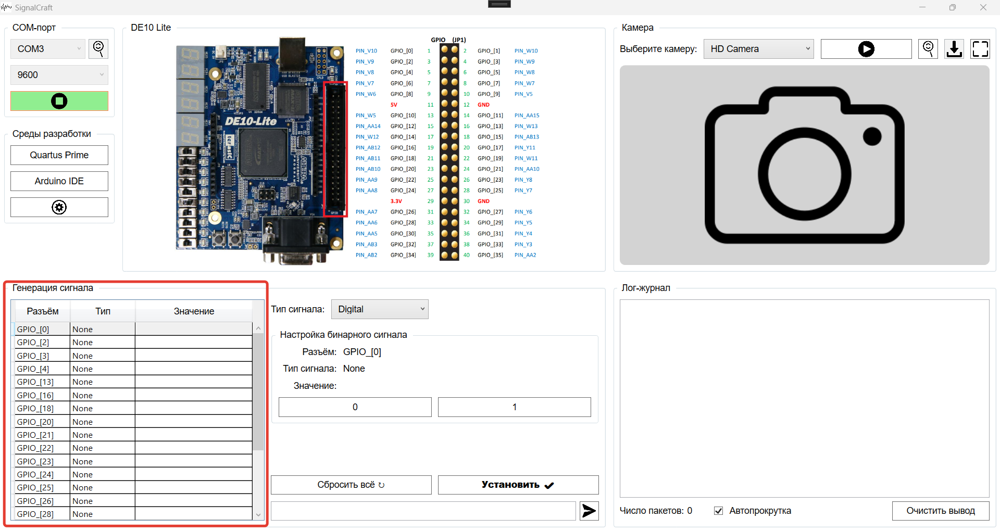 SignalCraft
COM-порт
COM3
9600
Среды разработки
Quartus Prime
Arduino IDE
DE10 Lite
DE10-Lite
terasic
GPIO (JP1)
PIN_V10 GPIO_[0] 1 2 GPIO_[1] PIN_W10
PIN_V9 GPIO_[2] 3 4 GPIO_[3] PIN_W9
PIN_V8 GPIO_[4] 5 6 GPIO_[5] PIN_W8
PIN_V7 GPIO_[6] 7 8 GPIO_[7] PIN_W7
PIN_W6 GPIO_[8] 9 10 GPIO_[9] PIN_V5
5V 11 12 GND
PIN_W5 GPIO_[10] 13 14 GPIO_[11] PIN_AA15
PIN_AA14 GPIO_[12] 15 16 GPIO_[13] PIN_W13
PIN_W12 GPIO_[14] 17 18 GPIO_[15] PIN_AB13
PIN_AB12 GPIO_[16] 19 20 GPIO_[17] PIN_Y11
PIN_AB11 GPIO_[18] 21 22 GPIO_[19] PIN_W11
PIN_AB10 GPIO_[20] 23 24 GPIO_[21] PIN_AA10
PIN_AA9 GPIO_[22] 25 26 GPIO_[23] PIN_Y8
PIN_AA8 GPIO_[24] 27 28 GPIO_[25] PIN_Y7
3.3V 29 30 GND
PIN_AA7 GPIO_[26] 31 32 GPIO_[27] PIN_Y6
PIN_AA6 GPIO_[28] 33 34 GPIO_[29] PIN_Y5
PIN_AA5 GPIO_[30] 35 36 GPIO_[31] PIN_Y4
PIN_AB3 GPIO_[32] 37 38 GPIO_[33] PIN_Y3
PIN_AB2 GPIO_[34] 39 40 GPIO_[35] PIN_AA2
Камера
Выберите камеру: HD Camera
Генерация сигнала
Разъём Тип Значение
GPIO_[0] None
GPIO_[2] None
GPIO_[3] None
GPIO_[4] None
GPIO_[13] None
GPIO_[16] None
GPIO_[18] None
GPIO_[20] None
GPIO_[21] None
GPIO_[22] None
GPIO_[23] None
GPIO_[24] None
GPIO_[25] None
GPIO_[26] None
GPIO_[28] None
Тип сигнала: Digital
Настройка бинарного сигнала
Разъём: GPIO_[0]
Тип сигнала: None
Значение:
0 1
Сбросить всё ↻ Установить ✔
Лог-журнал
Число пакетов: 0 Автопрокрутка Очистить вывод